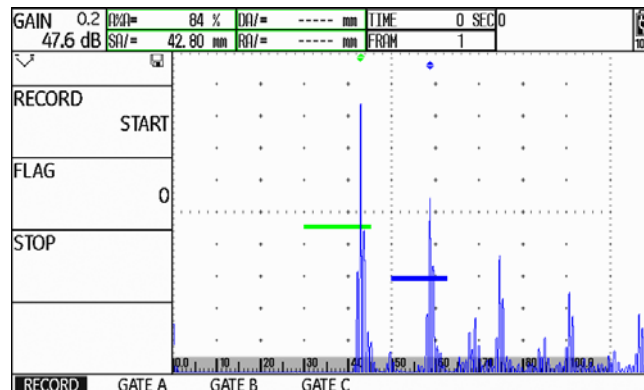 GAIN 0.2 A%A= 84 % DA/= ----- mm TIME 0 SEC 0
47.6 dB SA/= 42.80 mm RA/= ----- mm FRAM 1
RECORD
START
FLAG
0
STOP
0.0 10 20 30 40 50 60 70 80
RECORD GATE A GATE B GATE C